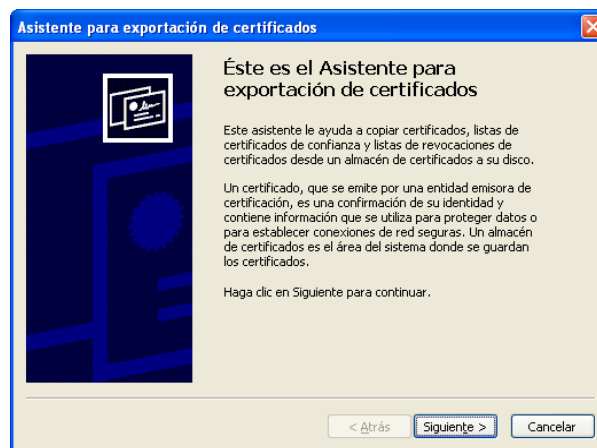 Asistente para exportación de certificados
Éste es el Asistente para
exportación de certificados
Este asistente le ayuda a copiar certificados, listas de
certificados de confianza y listas de revocaciones de
certificados desde un almacén de certificados a su disco.
Un certificado, que se emite por una entidad emisora de
certificación, es una confirmación de su identidad y
contiene información que se utiliza para proteger datos o
para establecer conexiones de red seguras. Un almacén
de certificados es el área del sistema donde se guardan
los certificados.
Haga clic en Siguiente para continuar.
< Atrás Siguiente > Cancelar